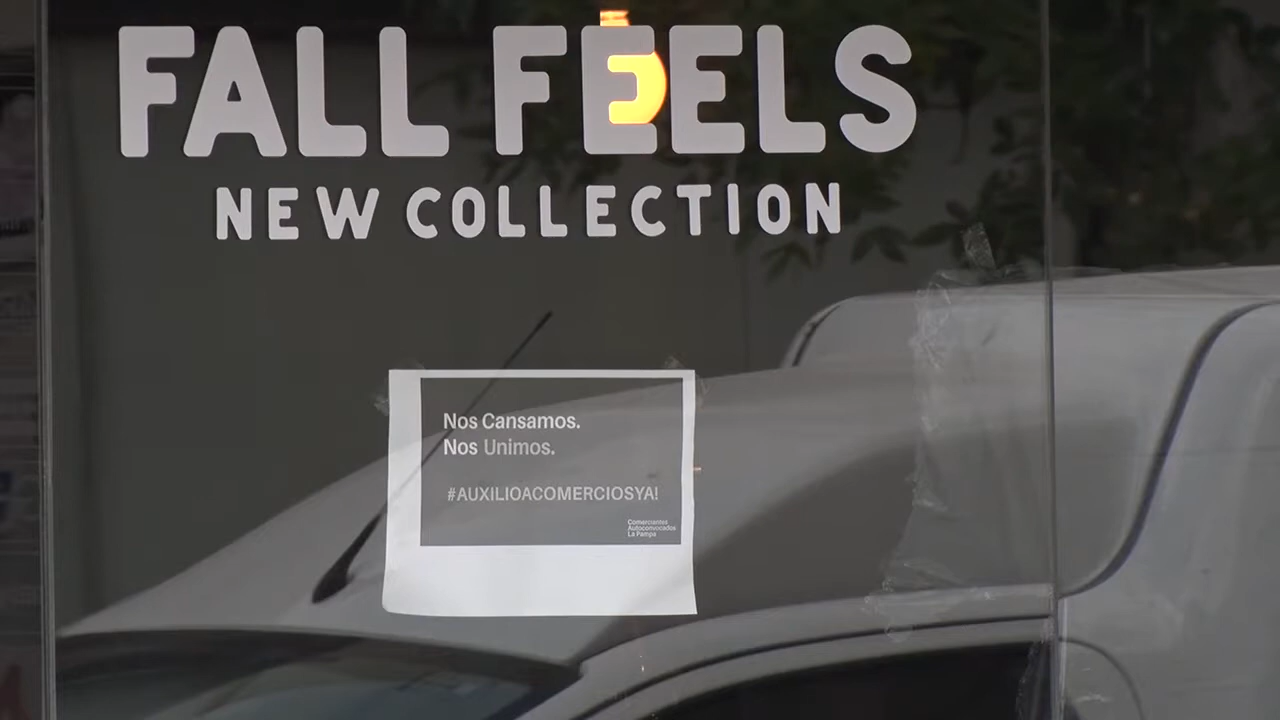 FALL FEELS
NEW COLLECTION
Nos Cansamos.
Nos Unimos.
#AUXILIOACOMERCIOSYA!
Comerciantes
Autoconvocados
La Pampa